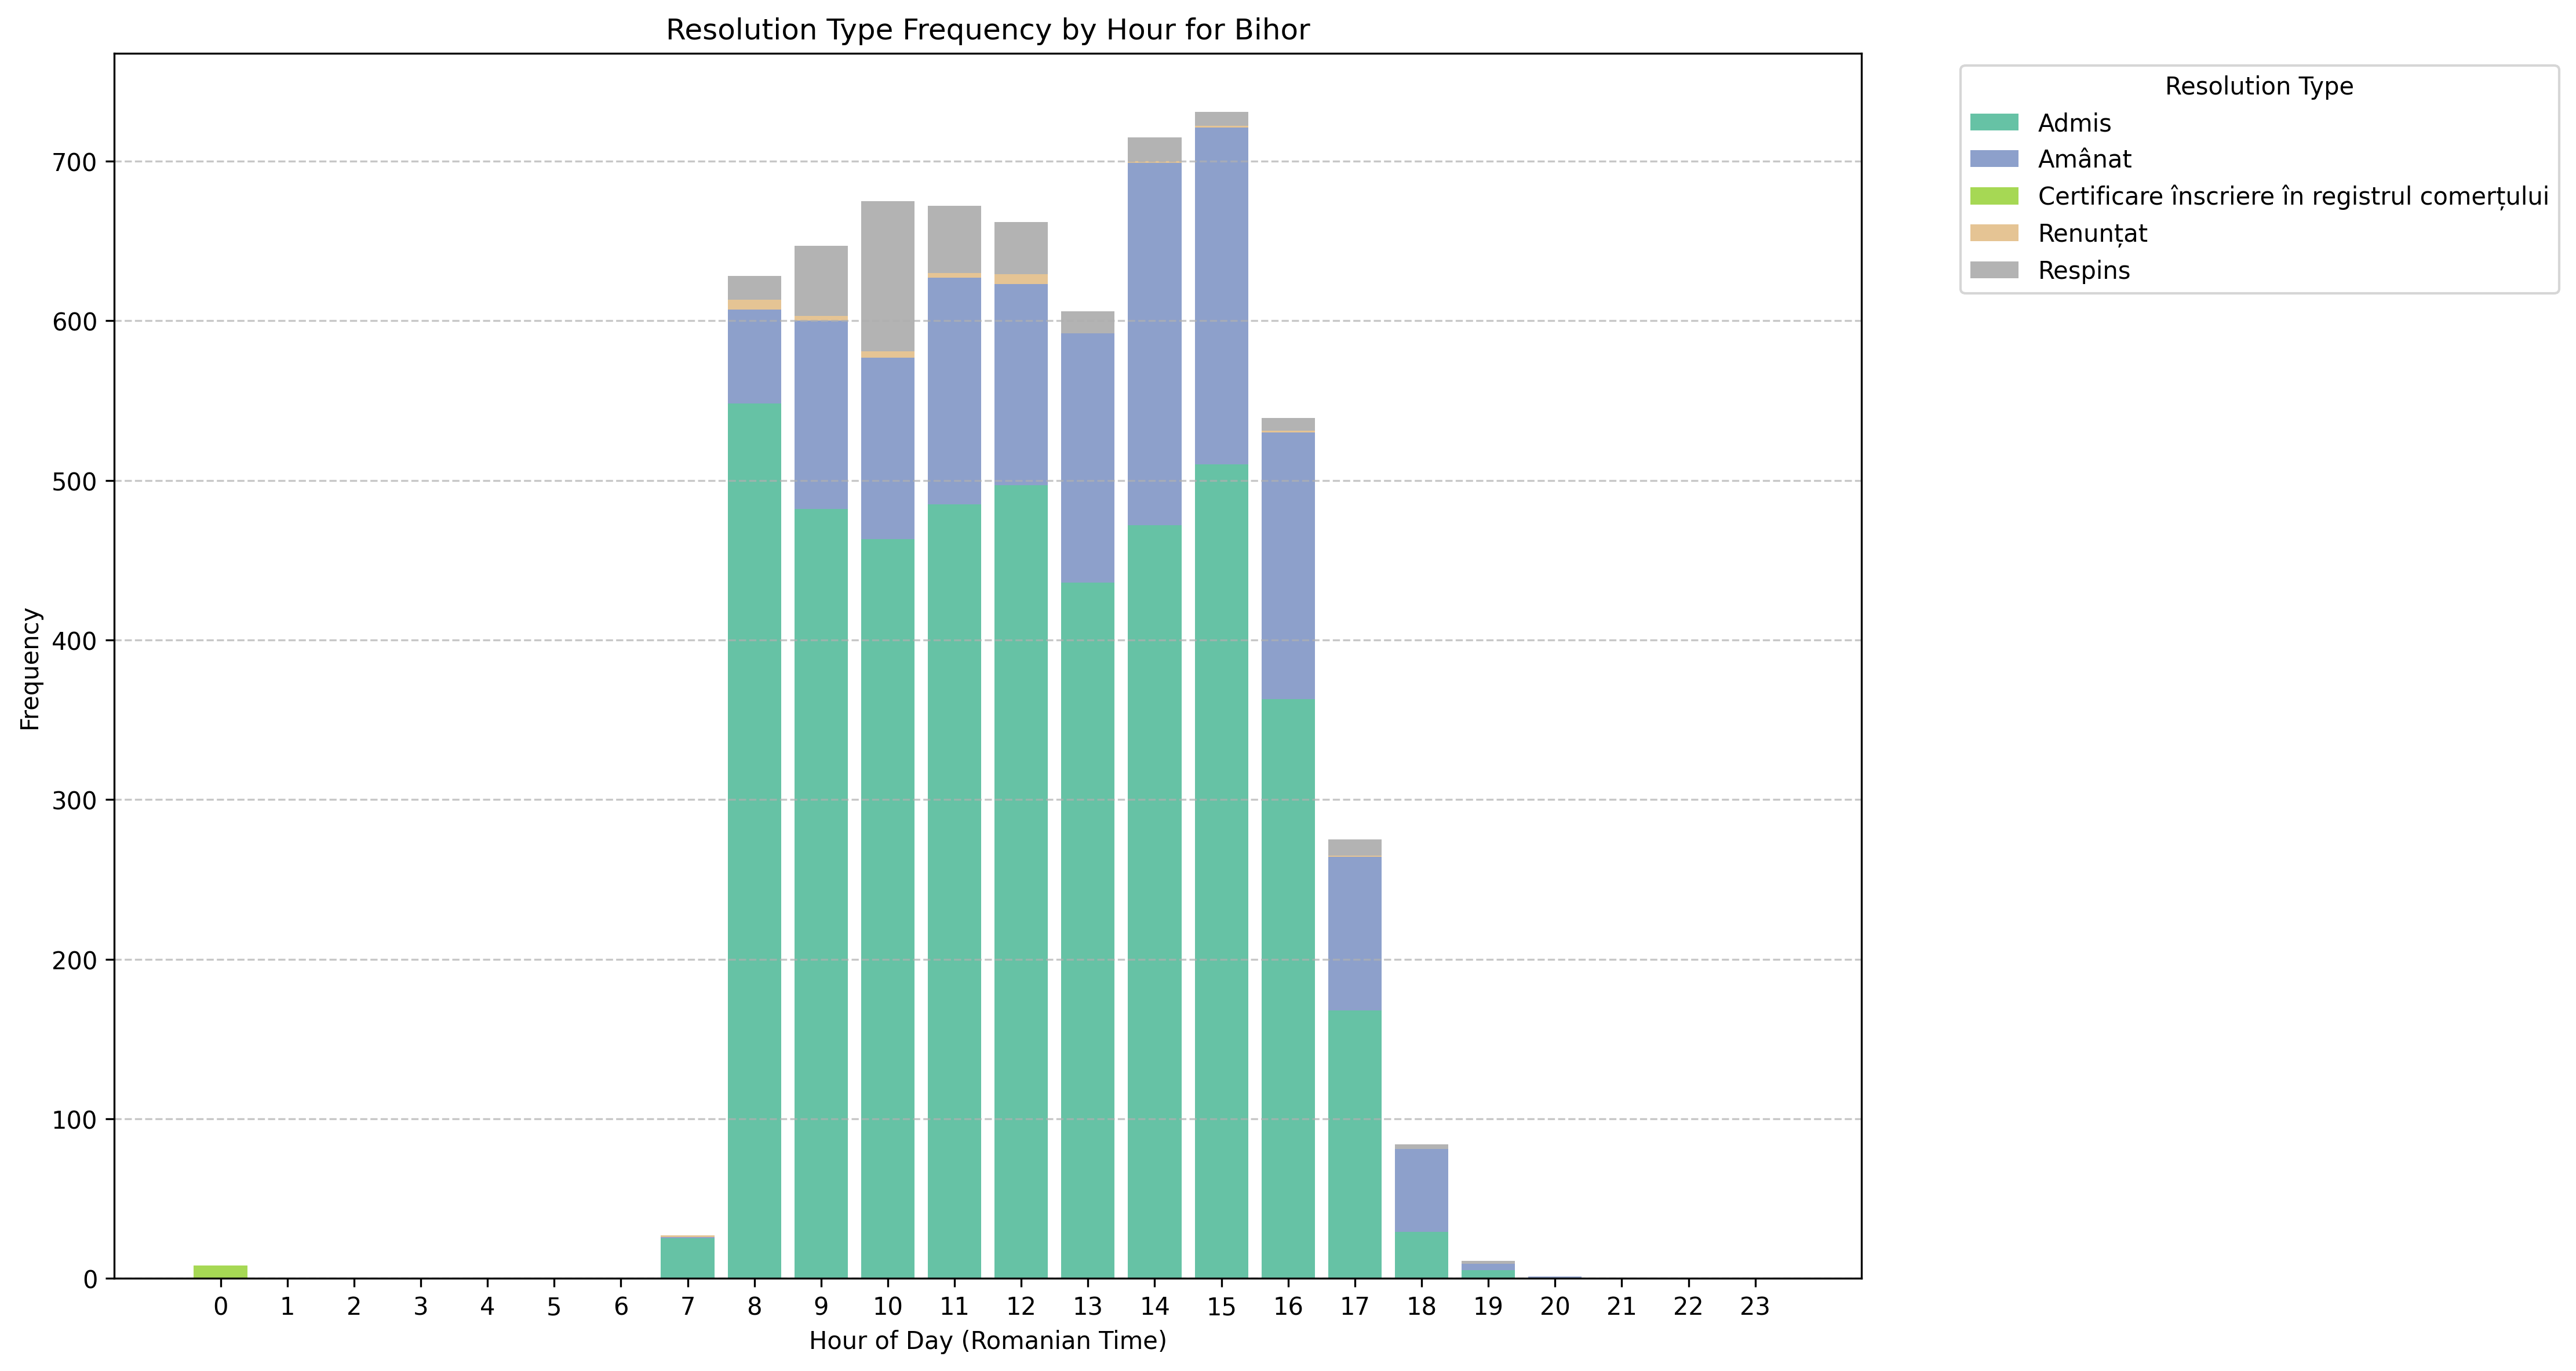 Resolution Type Frequency by Hour for Bihor
Frequency
700
600
500
400
300
200
100
0
0 1 2 3 4 5 6 7 8 9 10 11 12 13 14 15 16 17 18 19 20 21 22 23
Hour of Day (Romanian Time)
Resolution Type
Admis
Amânat
Certificare înscriere în registrul comerțului
Renunțat
Respins